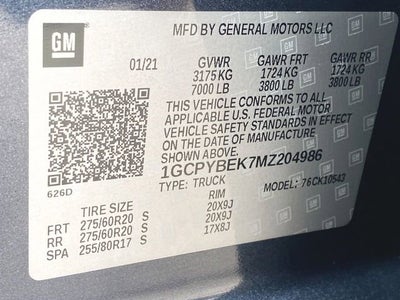 GM
MFD BY GENERAL MOTORS LLC
01/21 GVWR GAWR FRT GAWR RR
3175KG 1724KG 1724KG
7000 LB 3800 LB 3800 LB
THIS VEHICLE CONFORMS TO ALL
APPLICABLE U.S. FEDERAL MOTOR
VEHICLE SAFETY STANDARDS
IN EFFECT ON THE
DATE OF MANUFACTURE
SHOWN ABOVE.
1GCPYBEK7MZ204986
626D
TYPE: TRUCK MODEL: 76CK10543
TIRE SIZE RIM
FRT 275/60R20 S 20X9J
RR 275/60R20 S 20X9J
SPA 255/80R17 S 17X8J